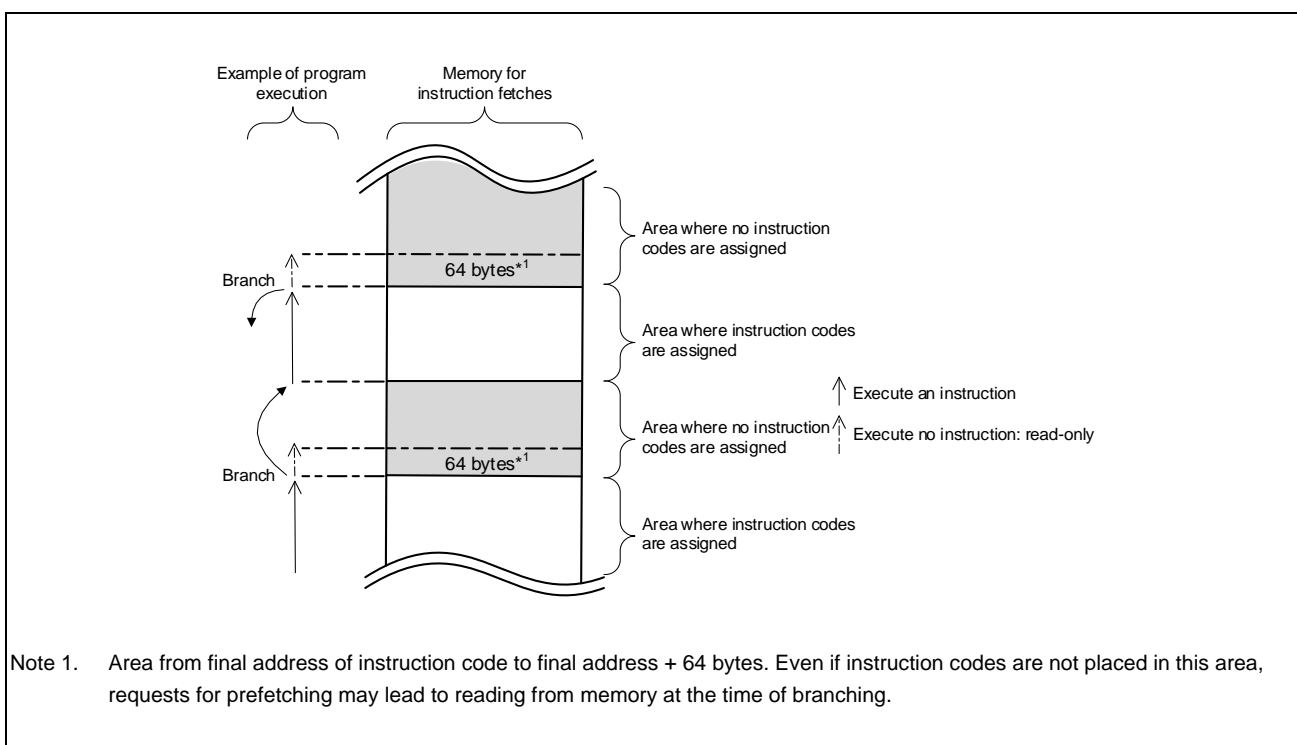 Example of program
execution
Memory for
instruction fetches
Area where no instruction
codes are assigned
64 bytes*1
Branch
Area where instruction codes
are assigned
Execute an instruction
Area where no instruction
codes are assigned
Execute no instruction: read-only
64 bytes*1
Branch
Area where instruction codes
are assigned
Note 1. Area from final address of instruction code to final address + 64 bytes. Even if instruction codes are not placed in this area,
requests for prefetching may lead to reading from memory at the time of branching.